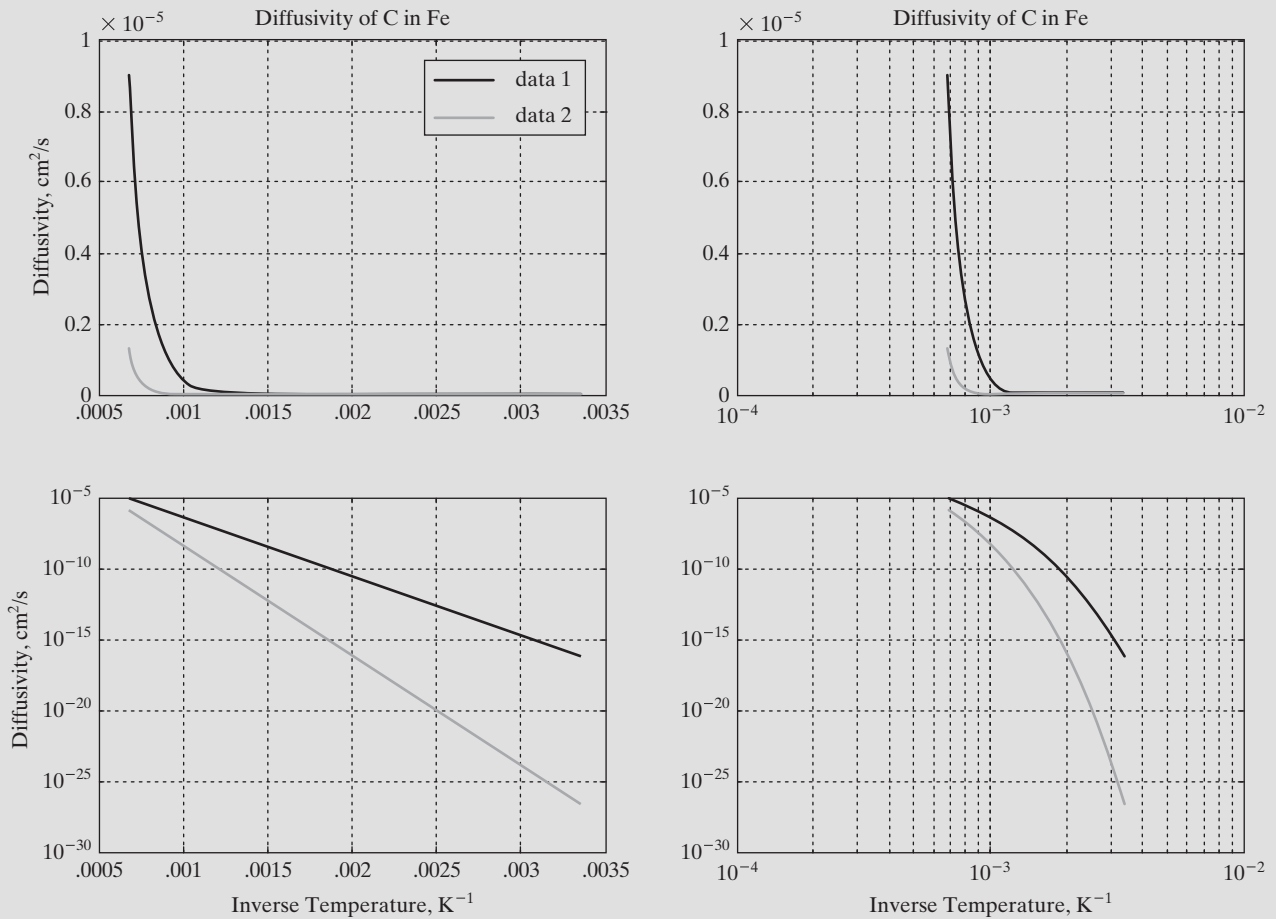 Diffusivity of C in Fe
× 10⁻⁵
Diffusivity, cm²/s
1
0.8
0.6
0.4
0.2
0
data 1
data 2
.0005 .001 .0015 .002 .0025 .003 .0035
Diffusivity of C in Fe
× 10⁻⁵
1
0.8
0.6
0.4
0.2
0
10⁻⁴ 10⁻³ 10⁻²
Diffusivity, cm²/s
10⁻⁵
10⁻¹⁰
10⁻¹⁵
10⁻²⁰
10⁻²⁵
10⁻³⁰
.0005 .001 .0015 .002 .0025 .003 .0035
Inverse Temperature, K⁻¹
10⁻⁵
10⁻¹⁰
10⁻¹⁵
10⁻²⁰
10⁻²⁵
10⁻³⁰
10⁻⁴ 10⁻³ 10⁻²
Inverse Temperature, K⁻¹